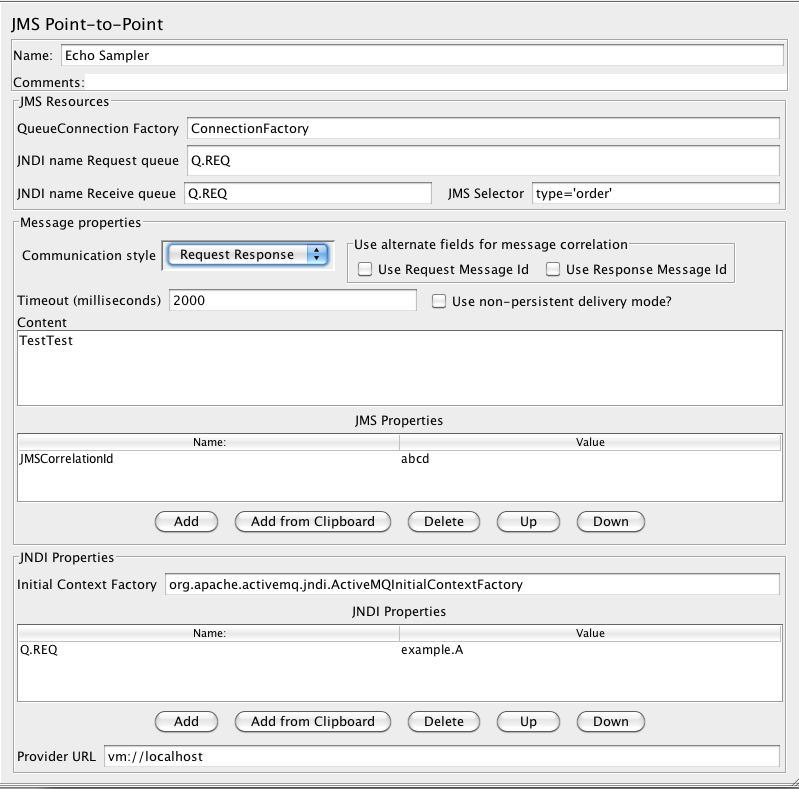 JMS Point-to-Point
Name: Echo Sampler
Comments:
JMS Resources
QueueConnection Factory ConnectionFactory
JNDI name Request queue Q.REQ
JNDI name Receive queue Q.REQ JMS Selector type='order'
Message properties
Communication style Request Response Use alternate fields for message correlation
Use Request Message Id Use Response Message Id
Timeout (milliseconds) 2000 Use non-persistent delivery mode?
Content
TestTest
JMS Properties
Name: Value
JMSCorrelationId abcd
Add Add from Clipboard Delete Up Down
JNDI Properties
Initial Context Factory org.apache.activemq.jndi.ActiveMQInitialContextFactory
JNDI Properties
Name: Value
Q.REQ example.A
Add Add from Clipboard Delete Up Down
Provider URL vm://localhost